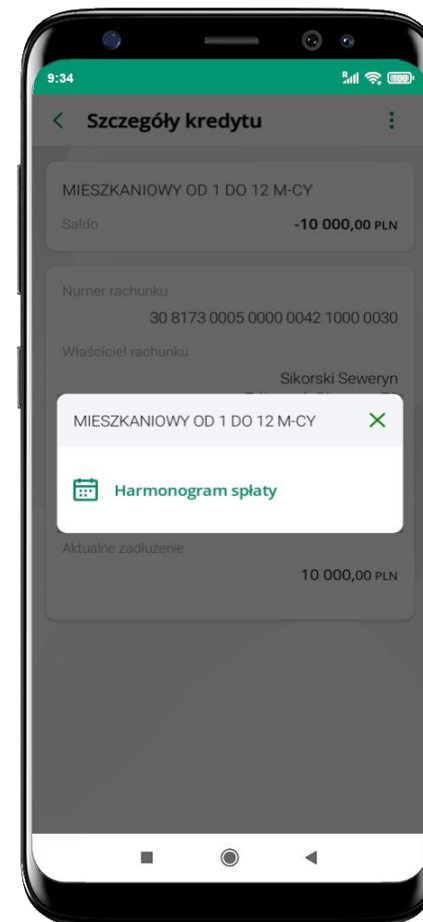 9:34
Szczegóły kredytu
MIESZKANIOWY OD 1 DO 12 M-CY
Saldo
-10 000,00 PLN
Numer rachunku
30 8173 0005 0000 0042 1000 0030
Właściciel rachunku
Sikorski Seweryn
MIESZKANIOWY OD 1 DO 12 M-CY
Harmonogram spłaty
Aktualne zadłużenie
10 000,00 PLN